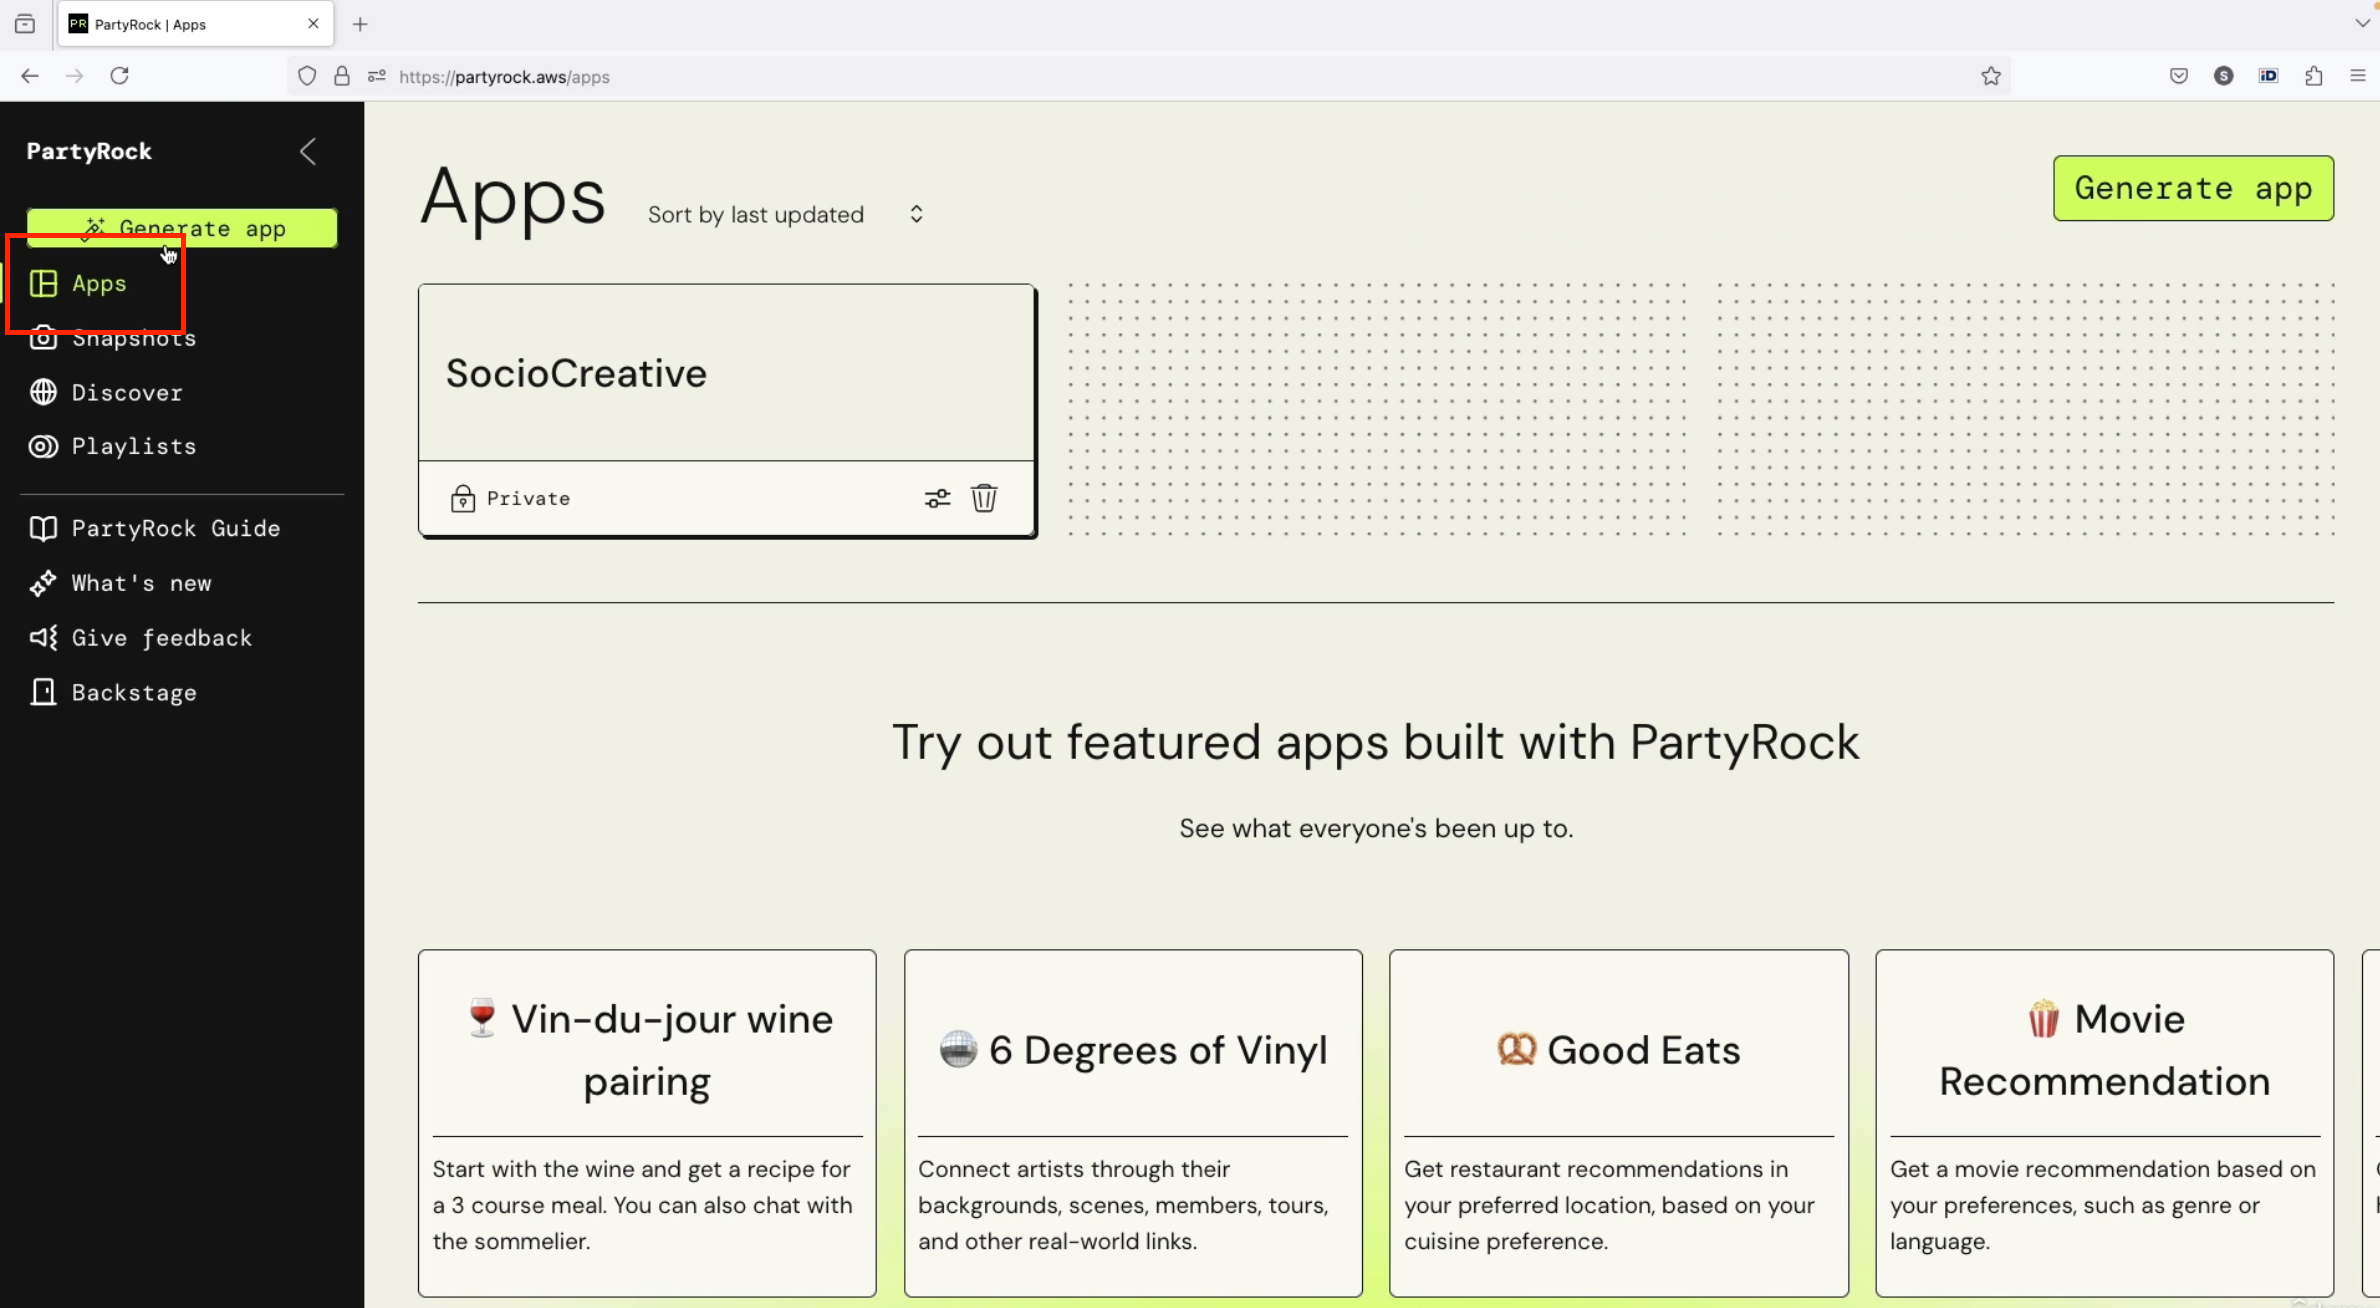 PartyRock | Apps
https://partyrock.aws/apps
S
iD
PartyRock
Generate app
Apps
Snapshots
Discover
Playlists
PartyRock Guide
What's new
Give feedback
Backstage
Apps
Sort by last updated
Generate app
SocioCreative
Private
Try out featured apps built with PartyRock
See what everyone's been up to.
Vin-du-jour wine
pairing
Start with the wine and get a recipe for
a 3 course meal. You can also chat with
the sommelier.
6 Degrees of Vinyl
Connect artists through their
backgrounds, scenes, members, tours,
and other real-world links.
Good Eats
Get restaurant recommendations in
your preferred location, based on your
cuisine preference.
Movie
Recommendation
Get a movie recommendation based on
your preferences, such as genre or
language.